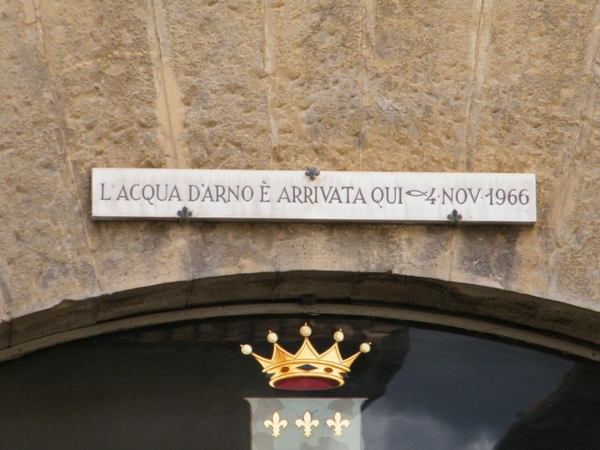 L'ACQUA D'ARNO È ARRIVATA QUI 4·NOV·1966